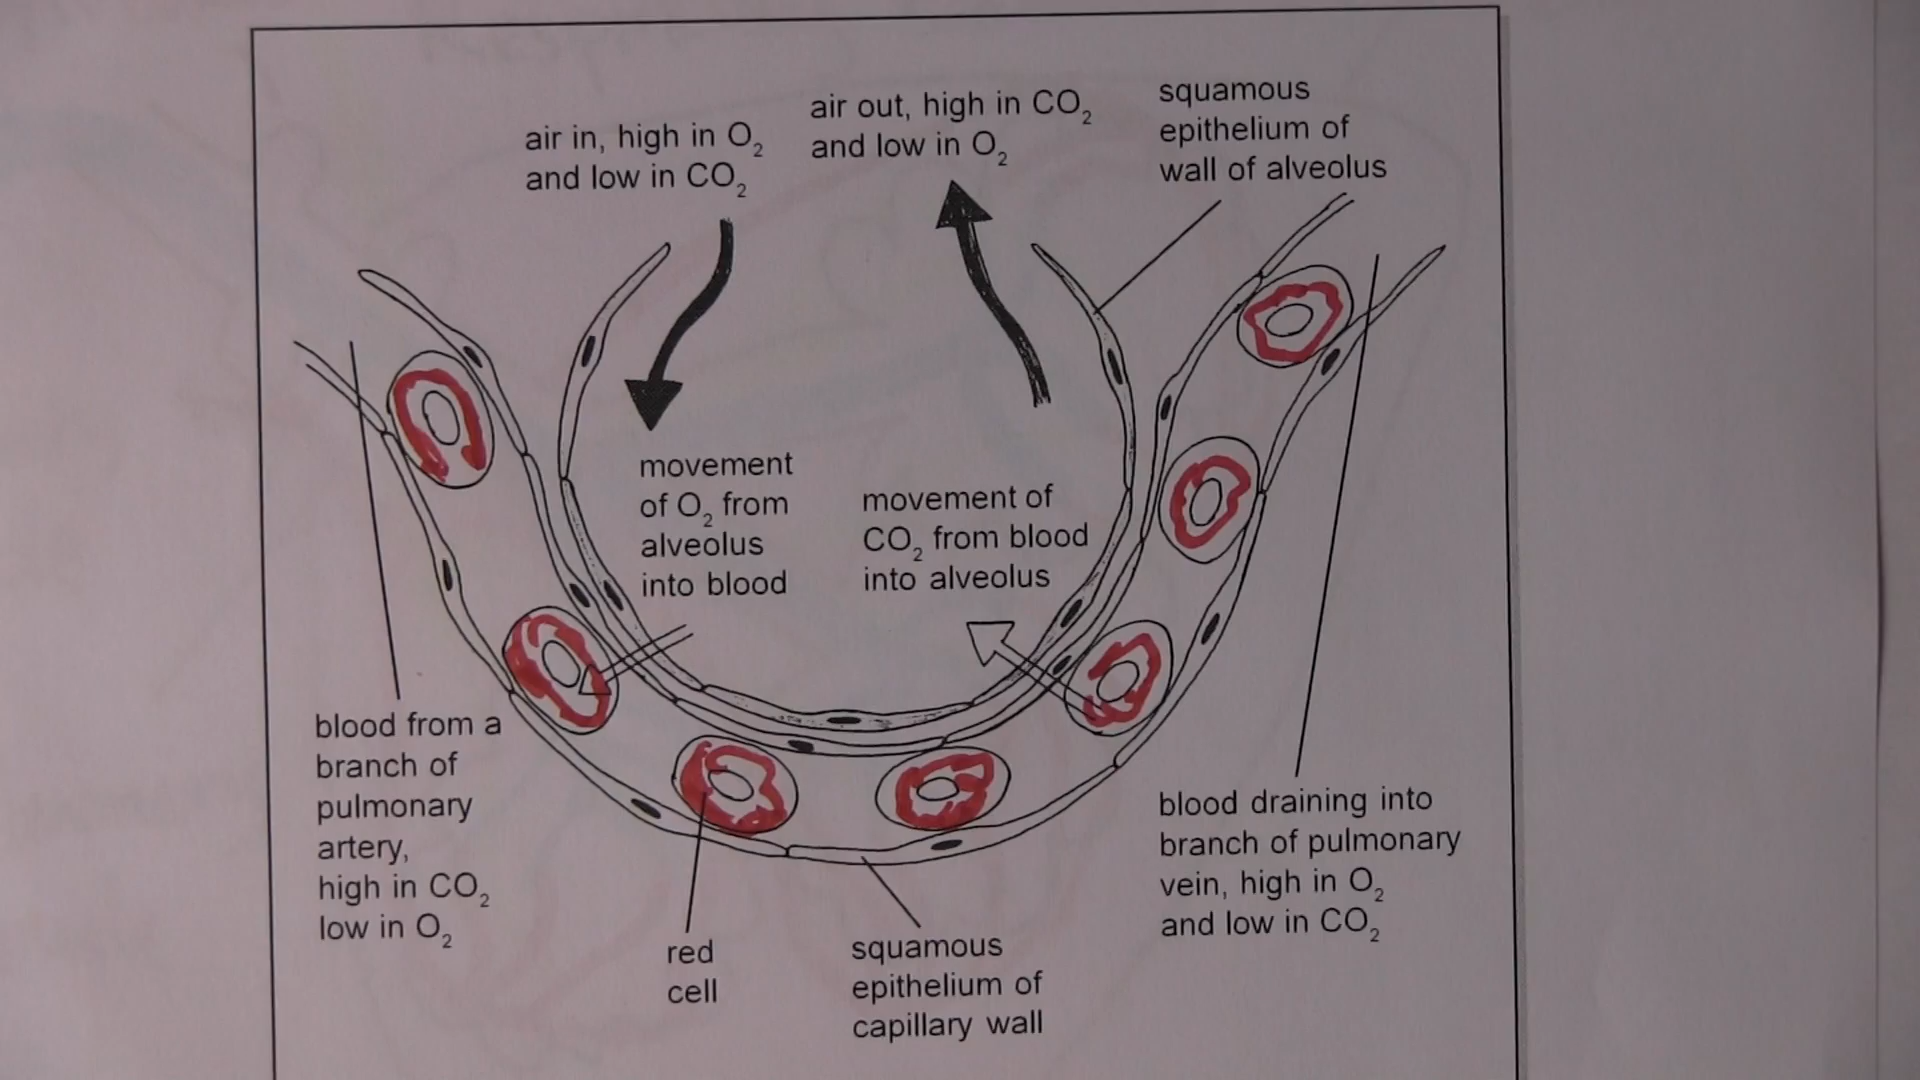 air in, high in O₂
and low in CO₂
air out, high in CO₂
and low in O₂
squamous
epithelium of
wall of alveolus
movement
of O₂ from
alveolus
into blood
movement of
CO₂ from blood
into alveolus
blood from a
branch of
pulmonary
artery,
high in CO₂
low in O₂
red
cell
squamous
epithelium of
capillary wall
blood draining into
branch of pulmonary
vein, high in O₂
and low in CO₂